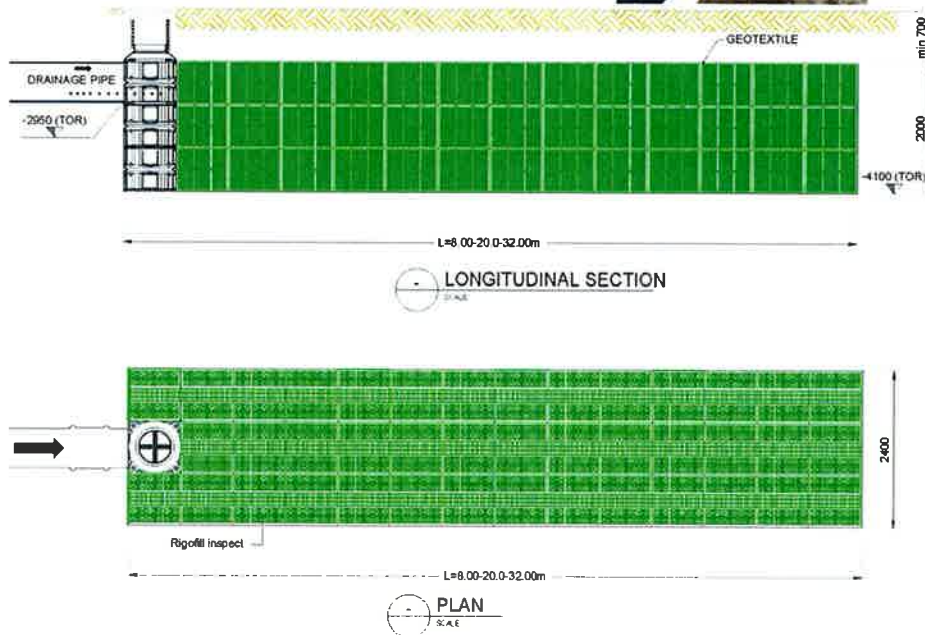 GEOTEXTILE
min 700
DRAINAGE PIPE
-2950 (TOR)
2000
-4100 (TOR)
L=8.00-20.0-32.00m
-
LONGITUDINAL SECTION
SCALE
2400
Rigofill inspect
L=8.00-20.0-32.00m
-
PLAN
SCALE